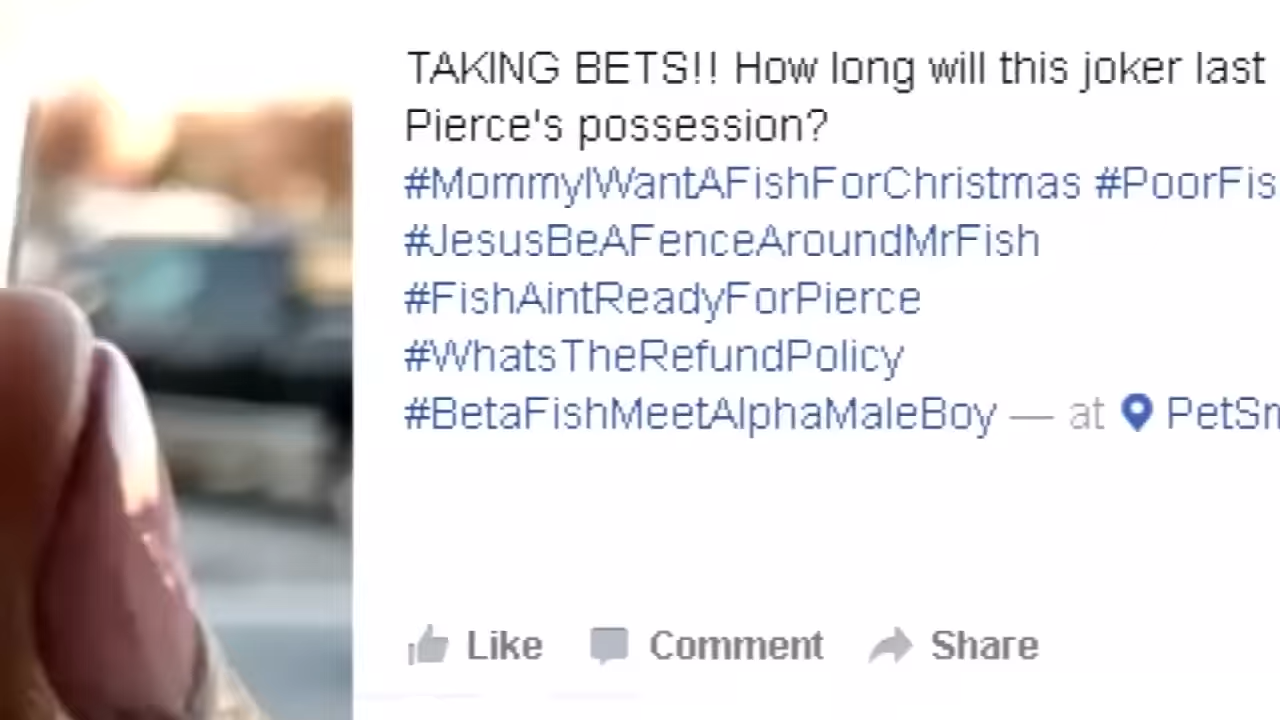 TAKING BETS!! How long will this joker last
Pierce's possession?
#MommyIWantAFishForChristmas
#JesusBeAFenceAroundMrFish
#FishAintReadyForPierce
#WhatsTheRefundPolicy
#BetaFishMeetAlphaMaleBoy — at
Like Comment Share